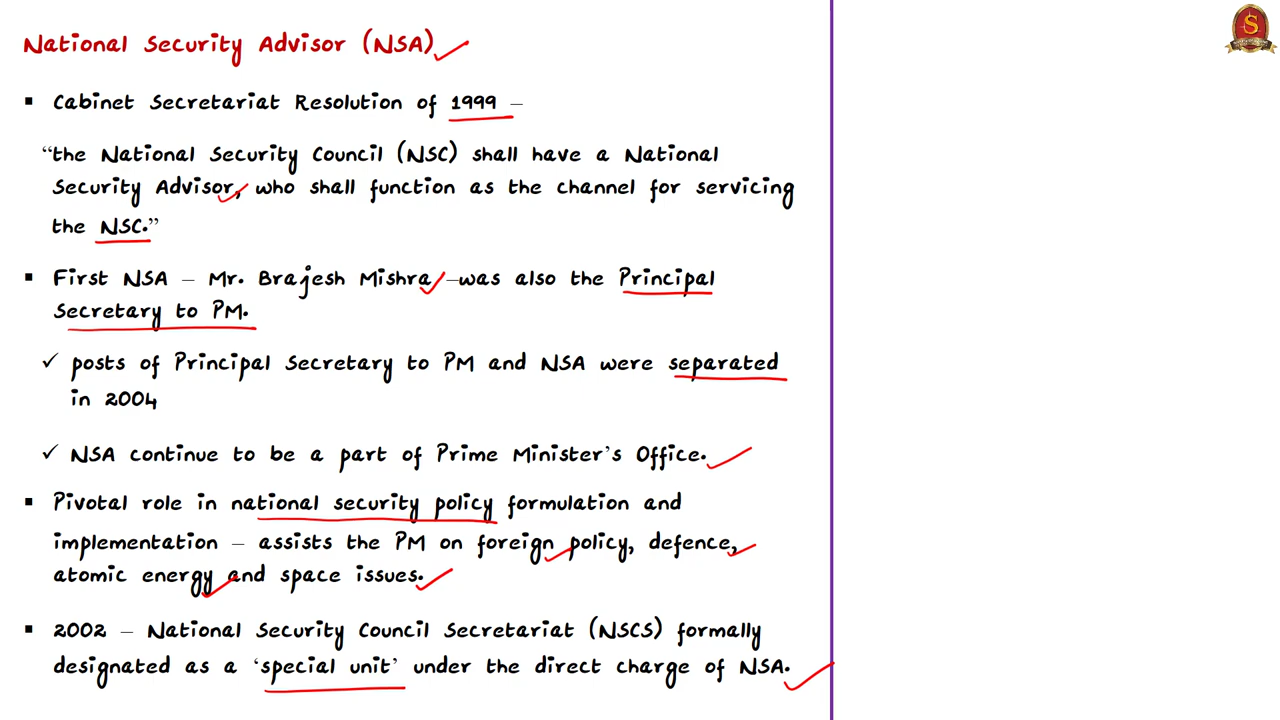 National Security Advisor (NSA)
▪ Cabinet Secretariat Resolution of 1999 –
“the National Security Council (NSC) shall have a National
Security Advisor, who shall function as the channel for servicing
the NSC.”
▪ First NSA – Mr. Brajesh Mishra –was also the Principal
Secretary to PM.
✓ posts of Principal Secretary to PM and NSA were separated
in 2004
✓ NSA continue to be a part of Prime Minister’s Office.
▪ Pivotal role in national security policy formulation and
implementation – assists the PM on foreign policy, defence,
atomic energy and space issues.
▪ 2002 – National Security Council Secretariat (NSCS) formally
designated as a ‘special unit’ under the direct charge of NSA.
S